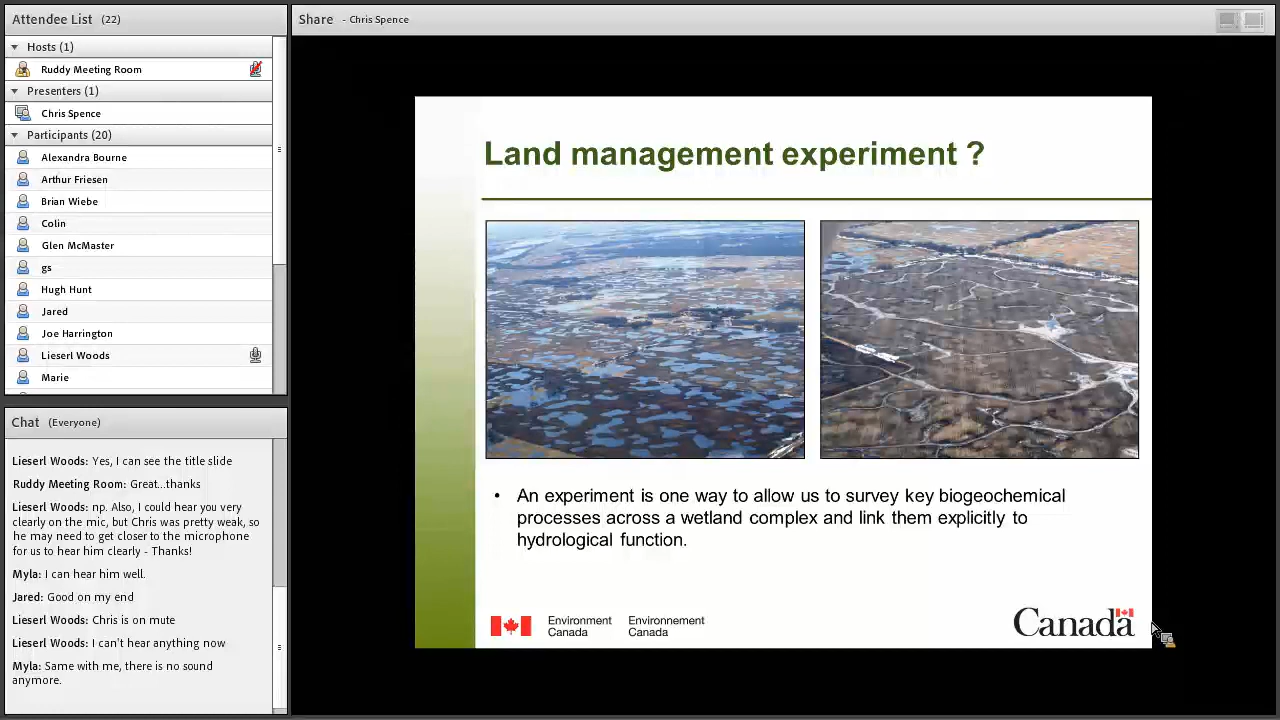 Attendee List (22)
Hosts (1)
Ruddy Meeting Room
Presenters (1)
Chris Spence
Participants (20)
Alexandra Bourne
Arthur Friesen
Brian Wiebe
Colin
Glen McMaster
gs
Hugh Hunt
Jared
Joe Harrington
Lieserl Woods
Marie
Chat (Everyone)
Lieserl Woods: Yes, I can see the title slide
Ruddy Meeting Room: Great...thanks
Lieserl Woods: np. Also, I could hear you very
clearly on the mic, but Chris was pretty weak, so
he may need to get closer to the microphone
for us to hear him clearly - Thanks!
Myla: I can hear him well.
Jared: Good on my end
Lieserl Woods: Chris is on mute
Lieserl Woods: I can't hear anything now
Myla: Same with me, there is no sound
anymore.
Share - Chris Spence
Land management experiment ?
• An experiment is one way to allow us to survey key biogeochemical
processes across a wetland complex and link them explicitly to
hydrological function.
Environment
Canada
Environnement
Canada
Canada